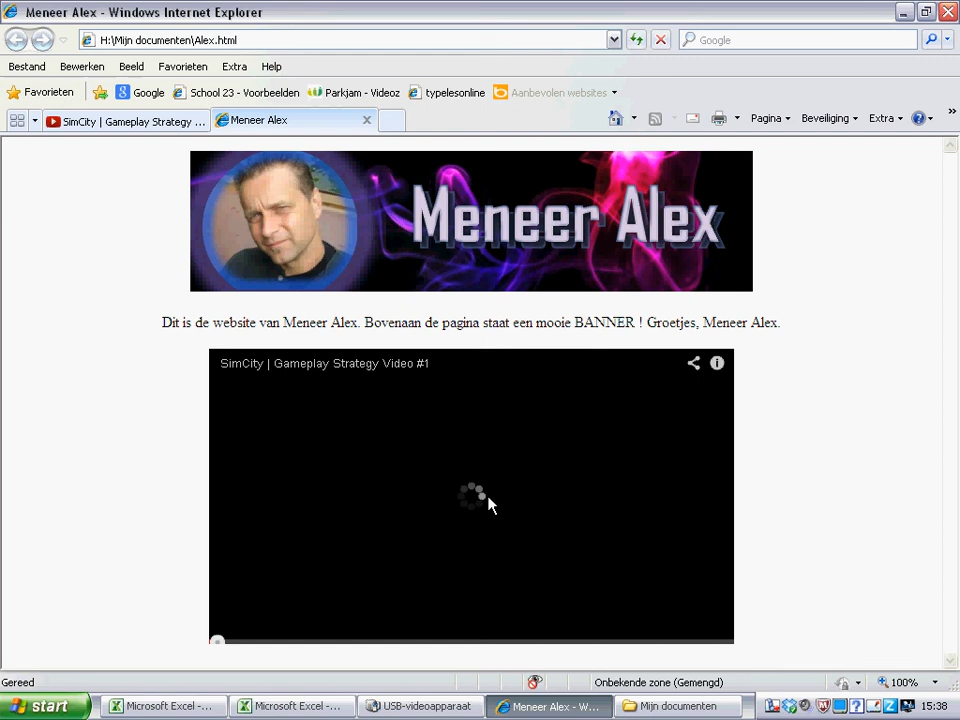 Meneer Alex - Windows Internet Explorer
H:\Mijn documenten\Alex.html
Google
Bestand Bewerken Beeld Favorieten Extra Help
Favorieten Google School 23 - Voorbeelden Parkjam - Videoz typelesonline Aanbevolen websites
SimCity | Gameplay Strategy ... Meneer Alex Pagina Beveiliging Extra
Meneer Alex
Dit is de website van Meneer Alex. Bovenaan de pagina staat een mooie BANNER ! Groetjes, Meneer Alex.
SimCity | Gameplay Strategy Video #1
Gereed Onbekende zone (Gemengd) 100%
start Microsoft Excel -... Microsoft Excel -... USB-videoapparaat Meneer Alex - W... Mijn documenten 15:38